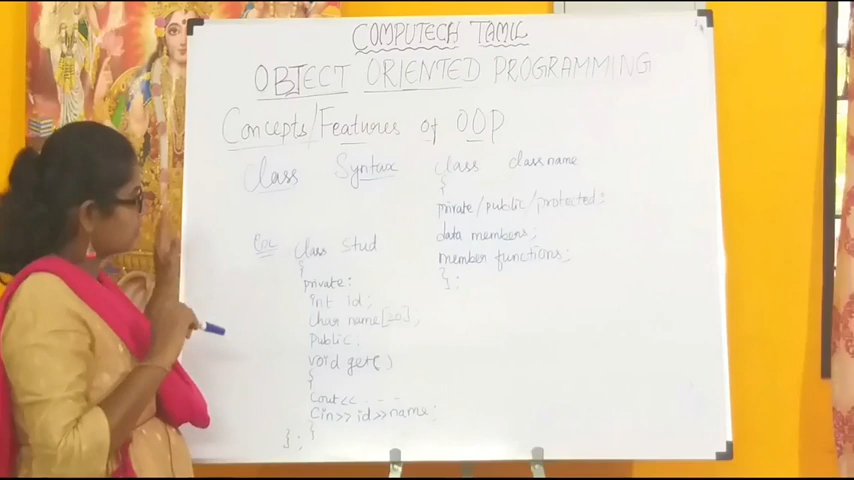 COMPUTECH TAMIL
OBJECT ORIENTED PROGRAMMING
Concepts/Features of OOP
Class Syntax
class classname
{
private/public/protected:
data members;
member functions;
};
class stud
{
private:
int id;
char name[20],
public.
void get( )
{
cout<< - - -
cin>> id>>name;
}
};